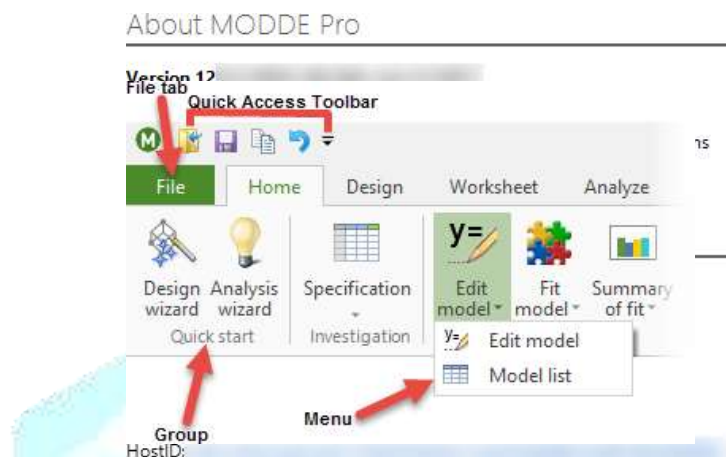 About MODDE Pro
Version 12
File tab
Quick Access Toolbar
ns
File Home Design Worksheet Analyze
y=
Design wizard Analysis wizard Specification Edit model Fit model Summary of fit
Quick start Investigation
y= Edit model
Model list
Menu
Group
HostID: